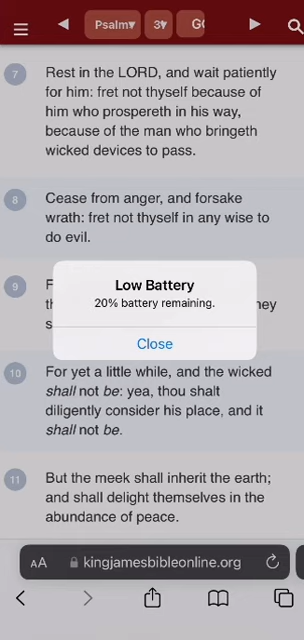 Psalm▾ 3▾ GO
7 Rest in the LORD, and wait patiently
for him: fret not thyself because of
him who prospereth in his way,
because of the man who bringeth
wicked devices to pass.
8 Cease from anger, and forsake
wrath: fret not thyself in any wise to
do evil.
9
Low Battery
20% battery remaining.
Close
10 For yet a little while, and the wicked
shall not be: yea, thou shalt
diligently consider his place, and it
shall not be.
11 But the meek shall inherit the earth;
and shall delight themselves in the
abundance of peace.
AA kingjamesbibleonline.org